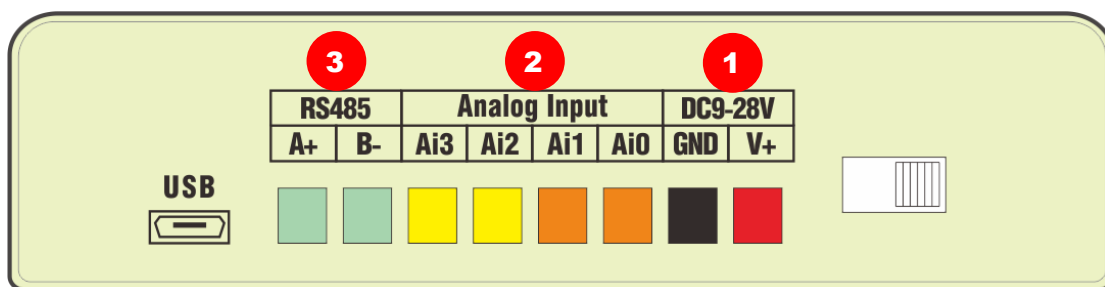 3 2 1
RS485 Analog Input DC9-28V
A+ B- Ai3 Ai2 Ai1 Ai0 GND V+
USB